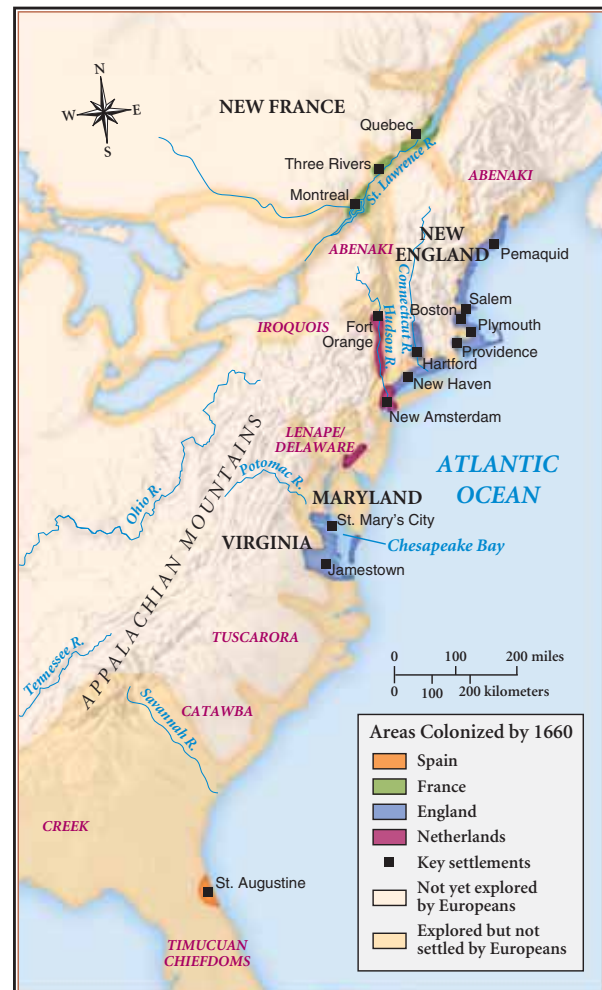 N
W
E
S
NEW FRANCE
Quebec
Three Rivers
St. Lawrence R.
Montreal
ABENAKI
ABENAKI
NEW
ENGLAND
Pemaquid
Connecticut R.
Hudson R.
Salem
Boston
Plymouth
IROQUOIS
Fort
Orange
Providence
Hartford
New Haven
New Amsterdam
LENAPE/
DELAWARE
Potomac R.
ATLANTIC
OCEAN
Ohio R.
APPALACHIAN MOUNTAINS
MARYLAND
St. Mary's City
VIRGINIA
Chesapeake Bay
Jamestown
TUSCARORA
Tennessee R.
0 100 200 miles
0 100 200 kilometers
CATAWBA
Savannah R.
Areas Colonized by 1660
Spain
France
England
Netherlands
Key settlements
Not yet explored
by Europeans
Explored but not
settled by Europeans
CREEK
St. Augustine
TIMUCUAN
CHIEFDOMS